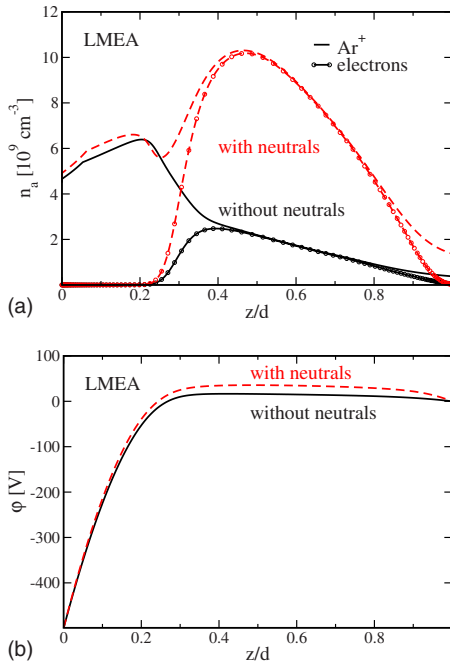 12
10
8
6
4
2
n_a [10^9 cm^-3]
LMEA
Ar^+
electrons
with neutrals
without neutrals
0 0.2 0.4 0.6 0.8
z/d
(a)
100
0
-100
-200
-300
-400
φ [V]
LMEA
with neutrals
without neutrals
0 0.2 0.4 0.6 0.8
z/d
(b)